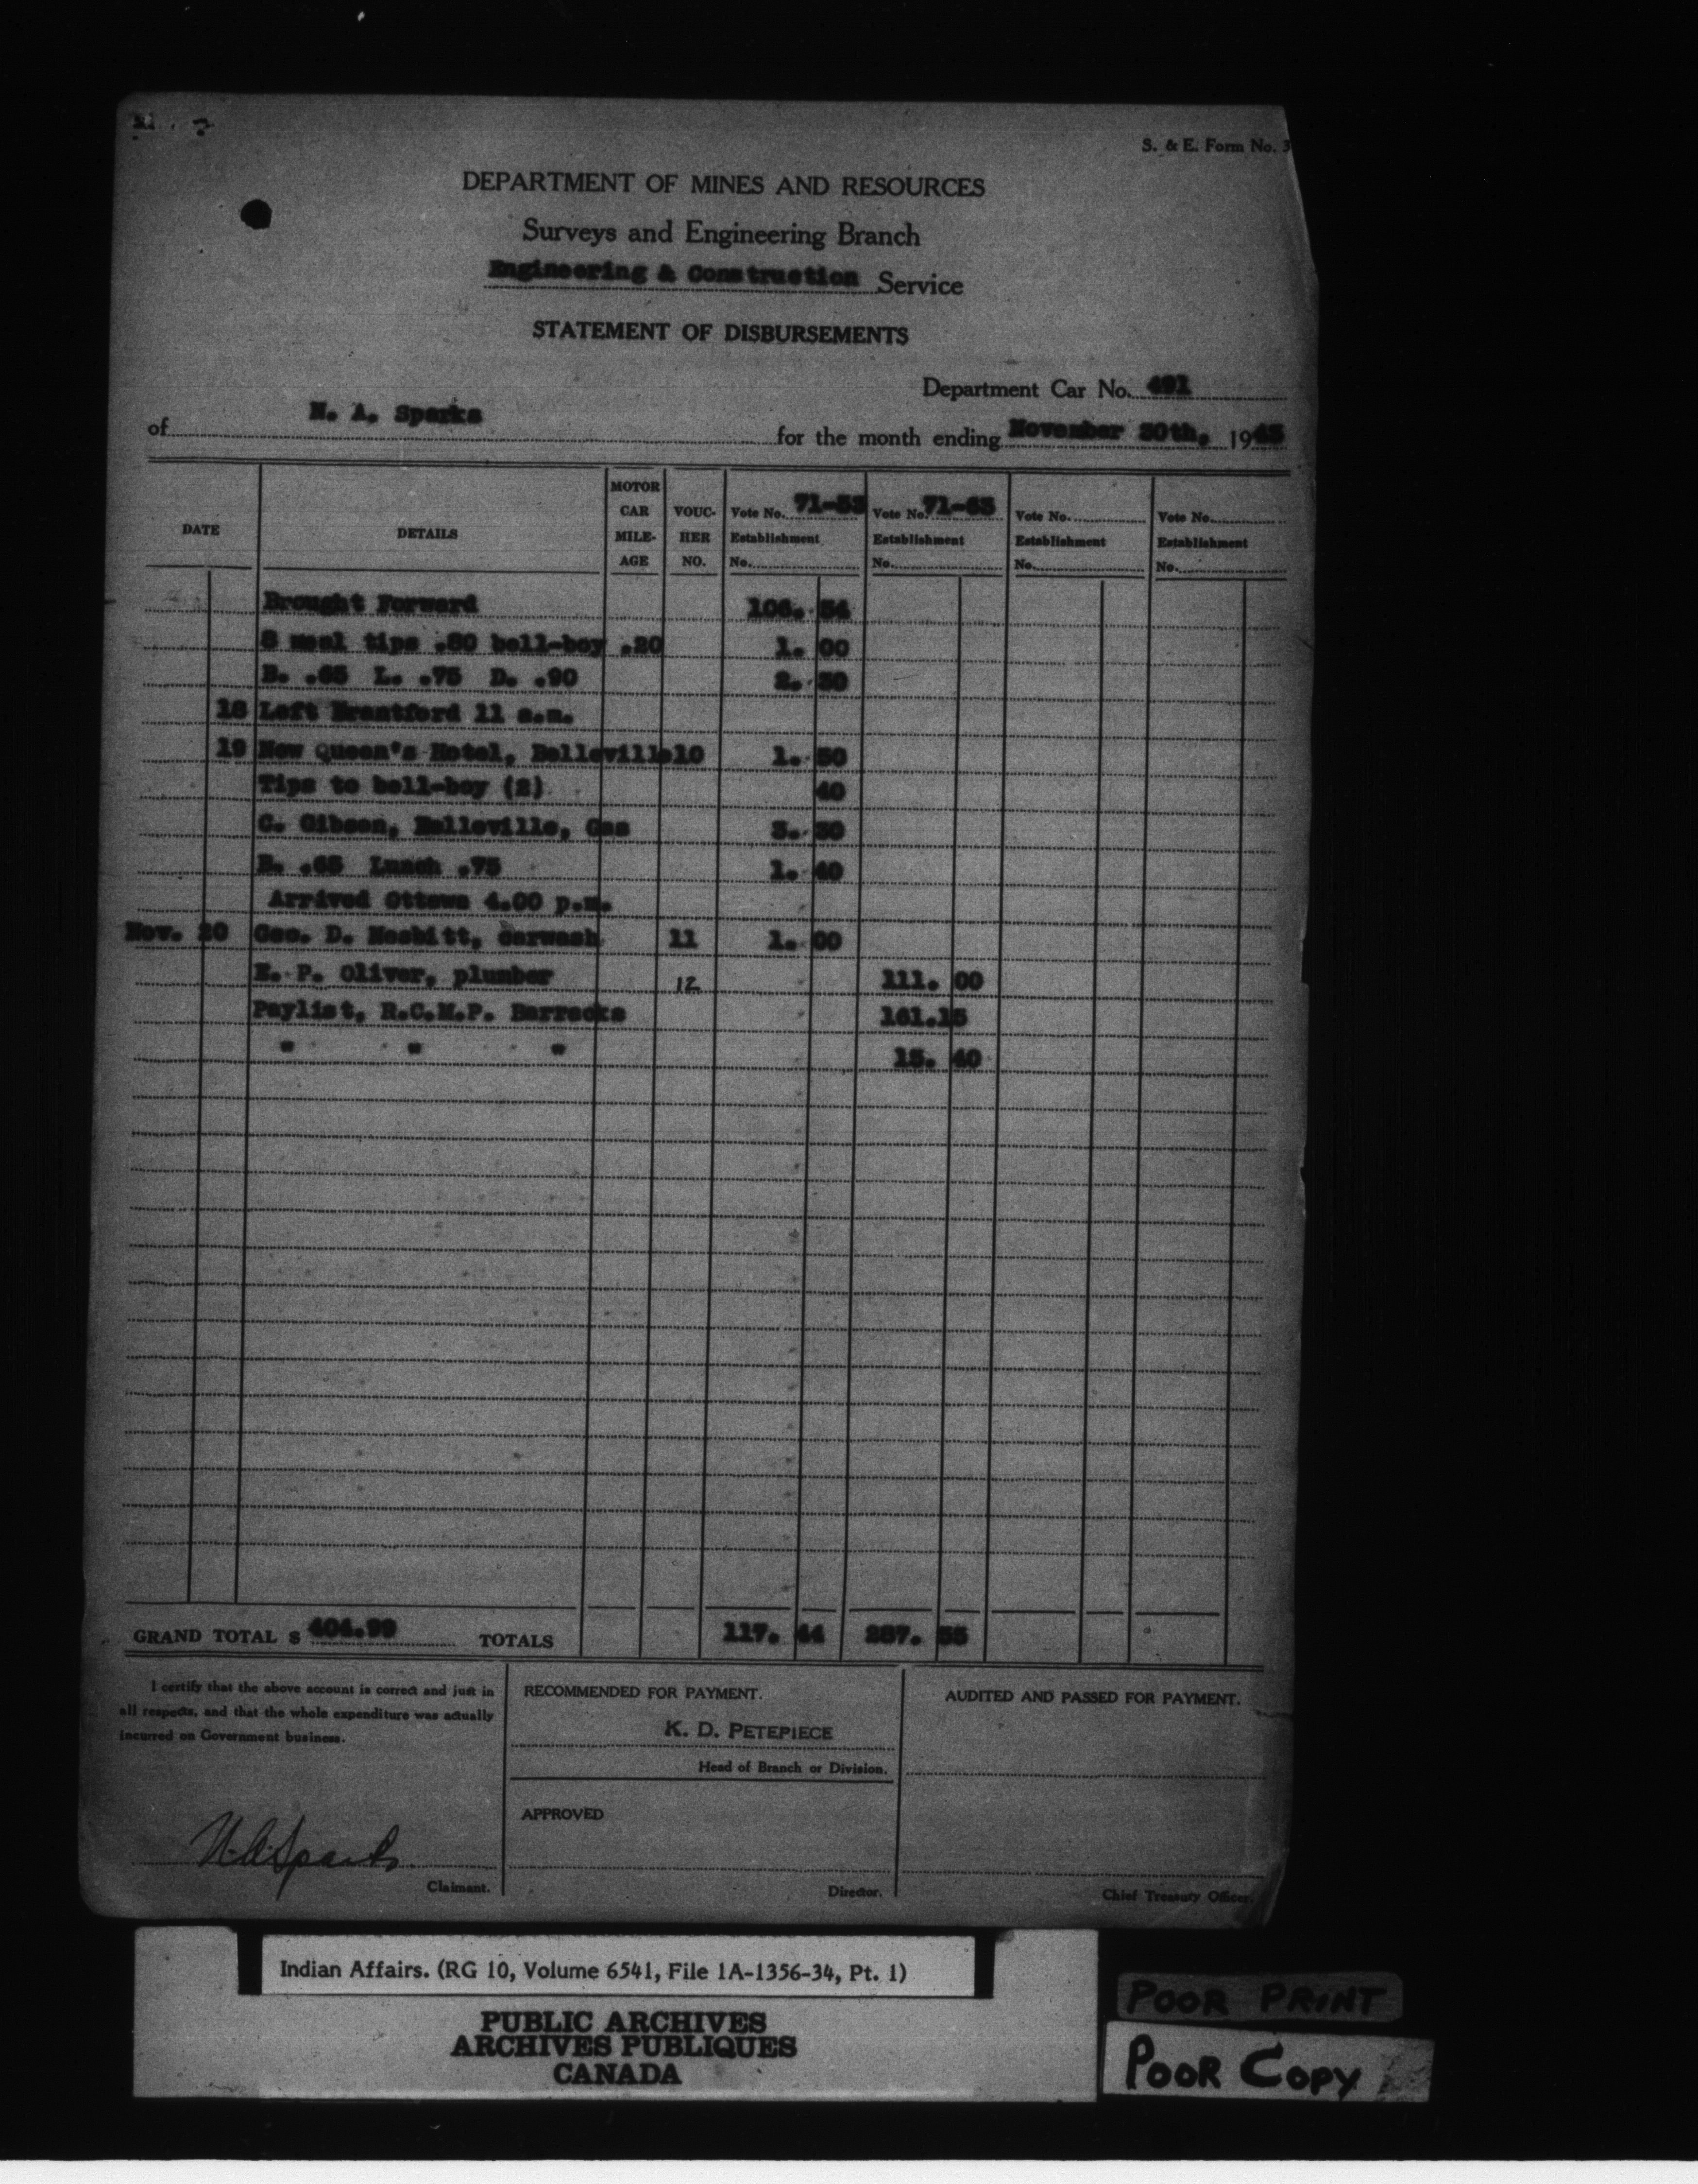 S. & E. Form No. 3
DEPARTMENT OF MINES AND RESOURCES
Surveys and Engineering Branch
Engineering & Construction Service
STATEMENT OF DISBURSEMENTS
Department Car No. 491
of N. A. Sparks for the month ending November 30th, 19
DATE DETAILS MOTOR CAR MILE-AGE VOUC-HER NO. Vote No. 71-53 Establishment No. Vote No. 71-63 Establishment No. Vote No. Establishment No. Vote No. Establishment No.
Brought Forward 106. 54
8 meal tips .80 bell-boy .20 1. 00
B. .65 L. .75 D. .90 2. 30
18 Left Brantford 11 a.m.
19 New Queen's Hotel, Belleville 10 1. 50
Tips to bell-boy (2) 40
C. Gibson, Belleville, Gas 3. 30
B. .65 Lunch .75 1. 40
Arrived Ottawa 4.00 p.m.
Nov. 20 Geo. D. Nesbitt, carwash 11 1. 00
E. P. Oliver, plumber 12 111. 00
Paylist, R.C.M.P. Barracks 161.15
" " " 15. 40
GRAND TOTAL $ 404.99 TOTALS 117. 44 287. 55
I certify that the above account is correct and just in
all respects, and that the whole expenditure was actually
incurred on Government business.
N. A. Sparks
Claimant.
RECOMMENDED FOR PAYMENT.
K. D. PETEPIECE
Head of Branch or Division.
APPROVED
Director.
AUDITED AND PASSED FOR PAYMENT.
Chief Treasury Officer.
Indian Affairs. (RG 10, Volume 6541, File 1A-1356-34, Pt. 1)
PUBLIC ARCHIVES
ARCHIVES PUBLIQUES
CANADA
POOR PRINT
POOR COPY